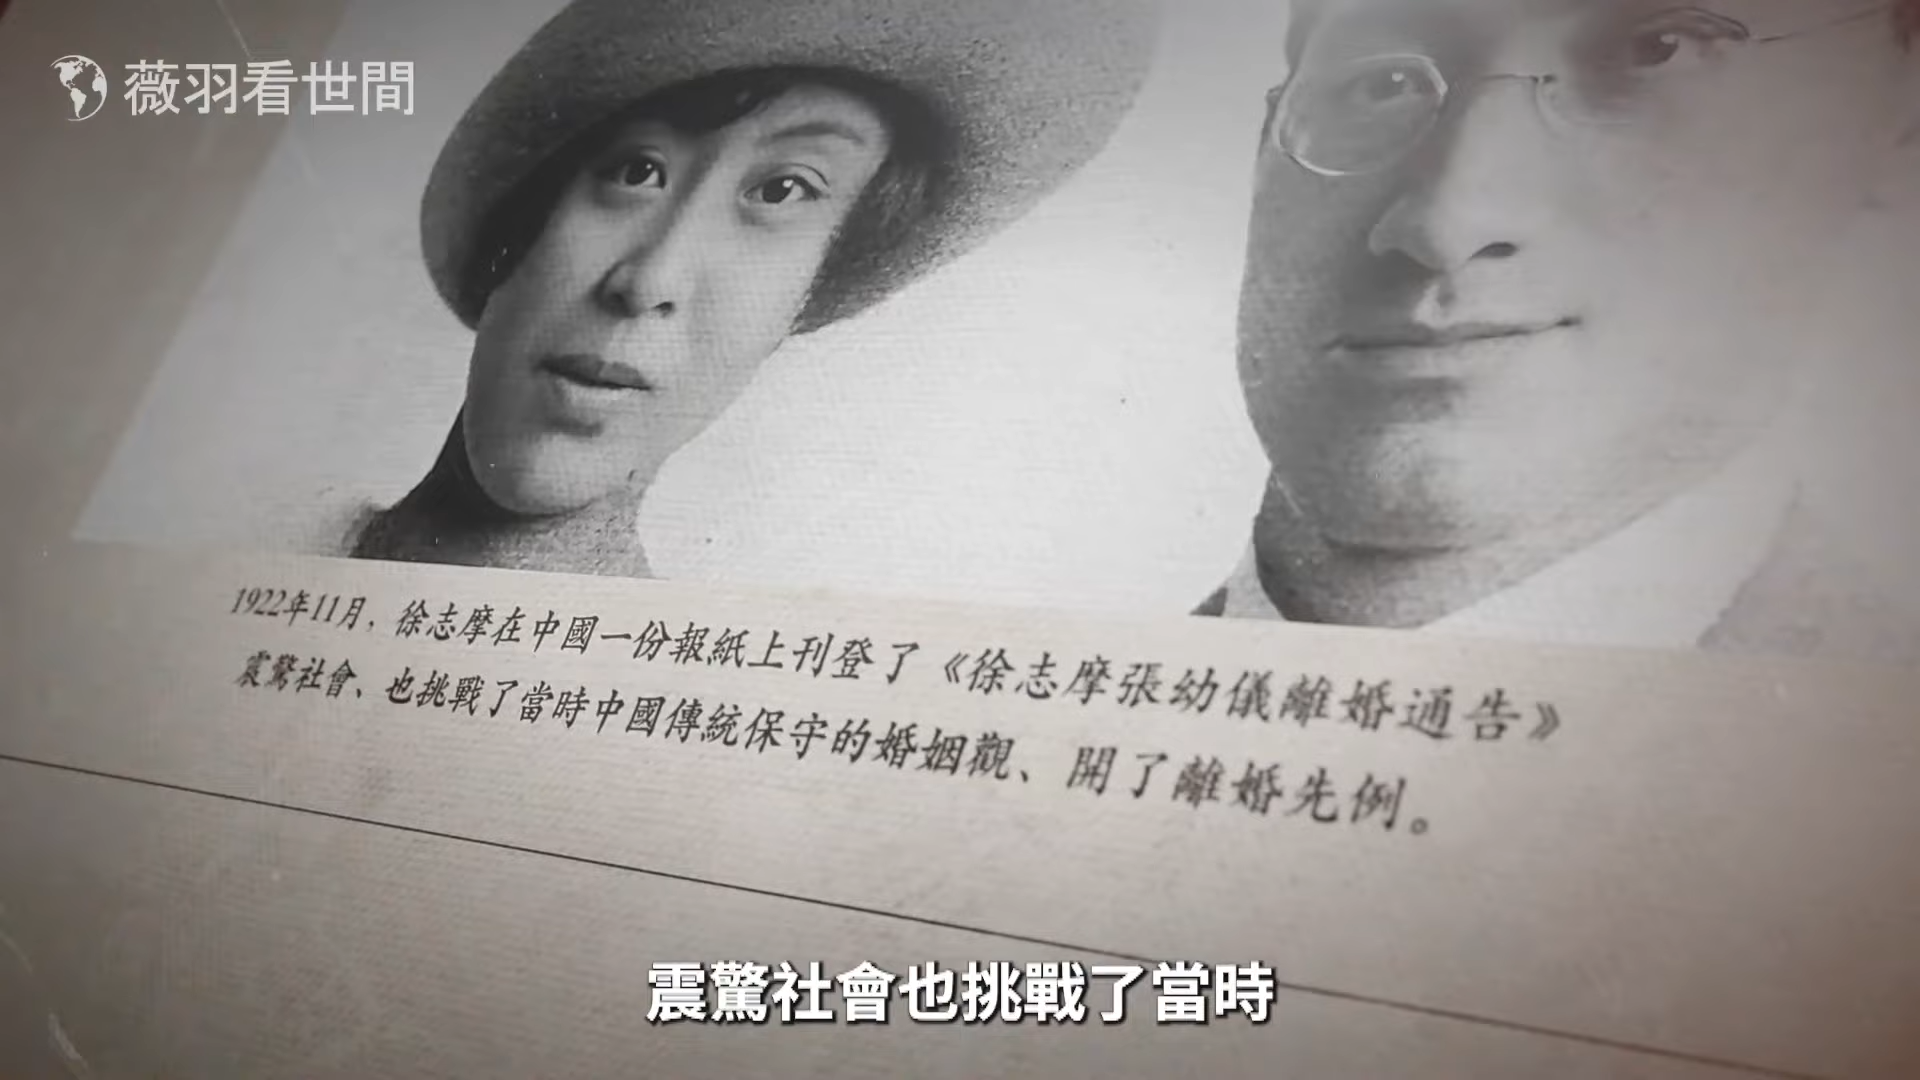 薇羽看世間
1922年11月，徐志摩在中國一份報紙上刊登了《徐志摩張幼儀離婚通告》
震驚社會、也挑戰了當時中國傳統保守的婚姻觀、開了離婚先例。
震驚社會也挑戰了當時